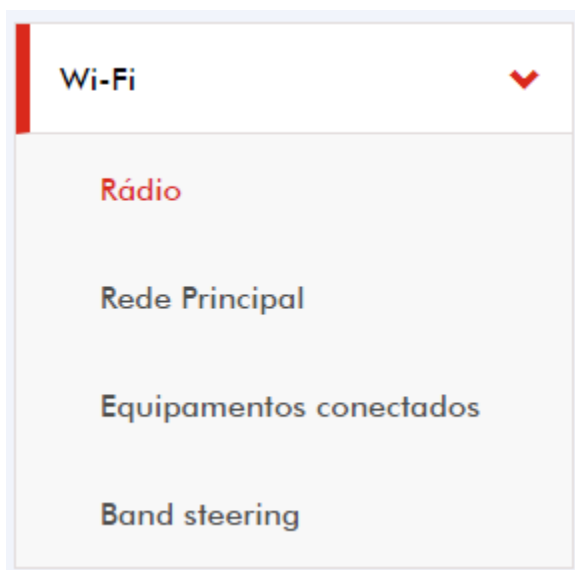 Wi-Fi
Rádio
Rede Principal
Equipamentos conectados
Band steering